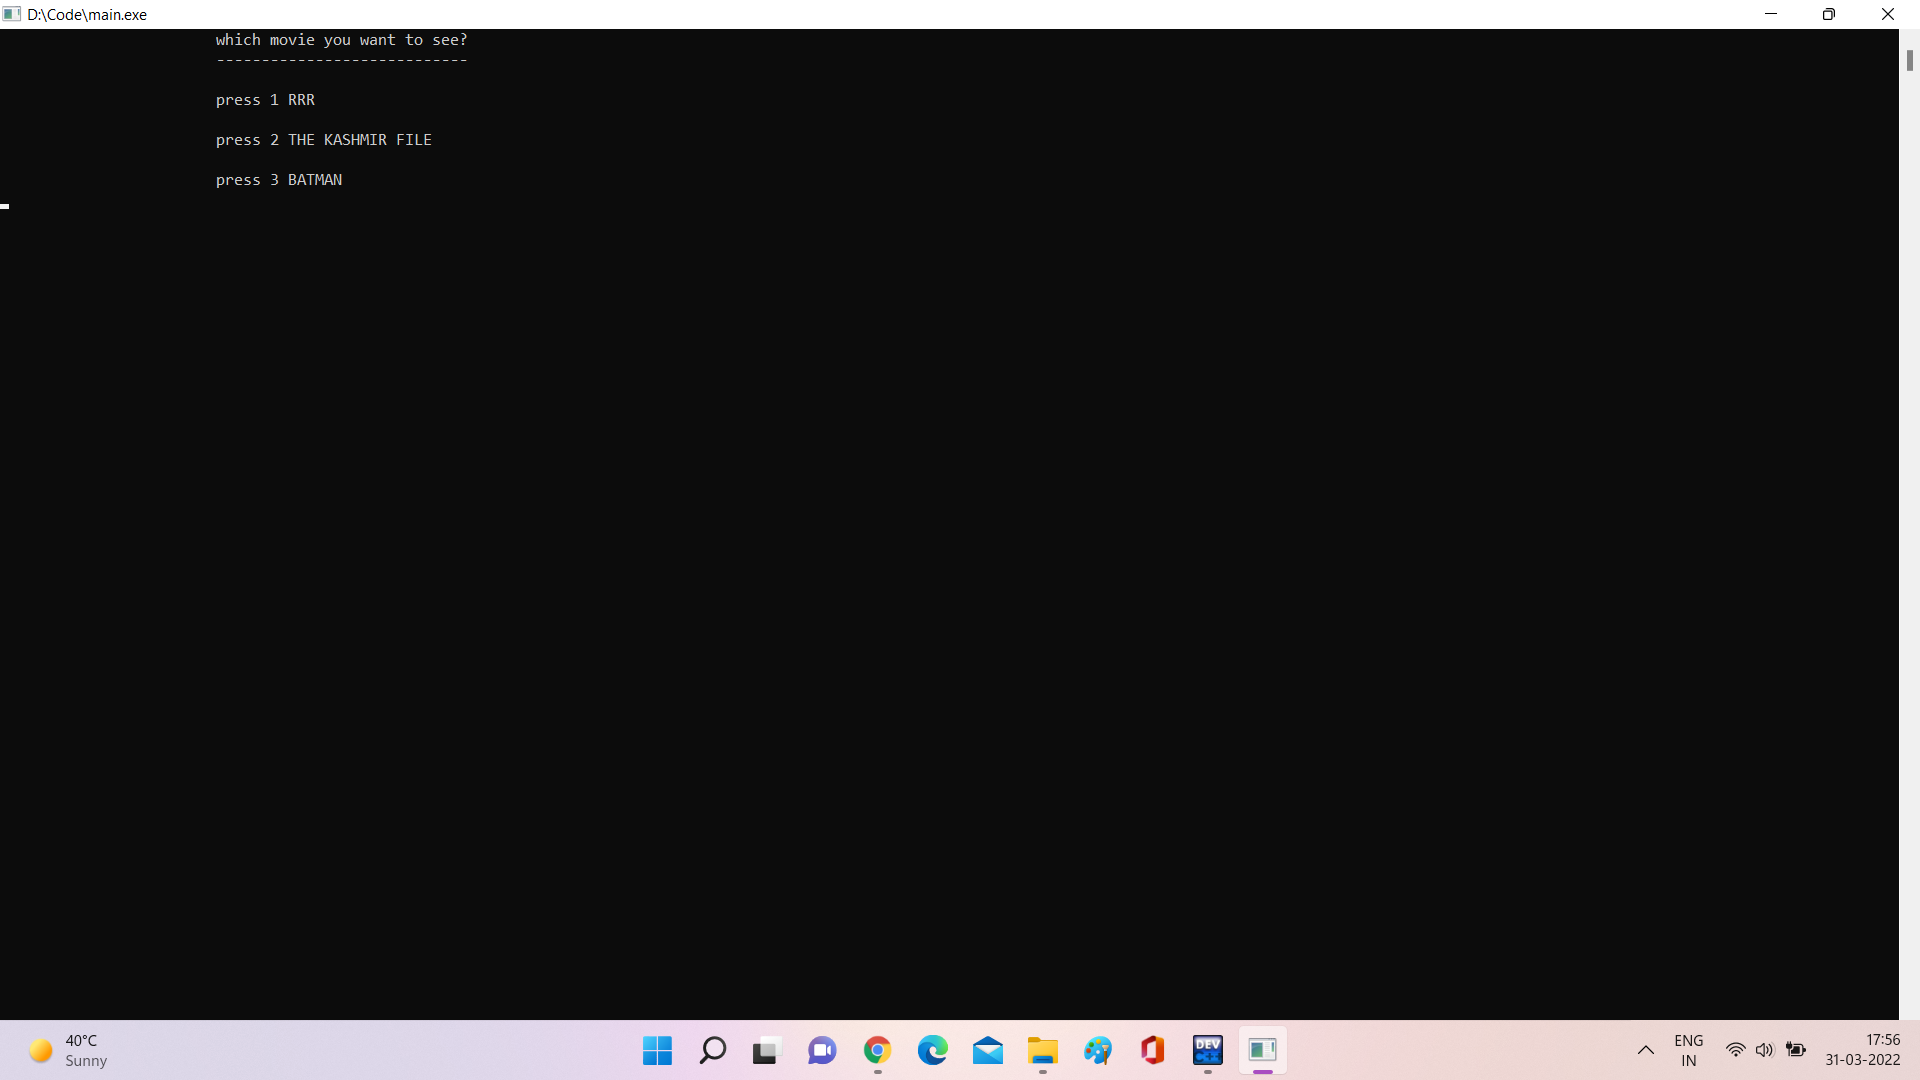 D:\Code\main.exe
which movie you want to see?
----------------------------
press 1 RRR
press 2 THE KASHMIR FILE
press 3 BATMAN
40°C
Sunny
DEV
C++
ENG
IN
17:56
31-03-2022